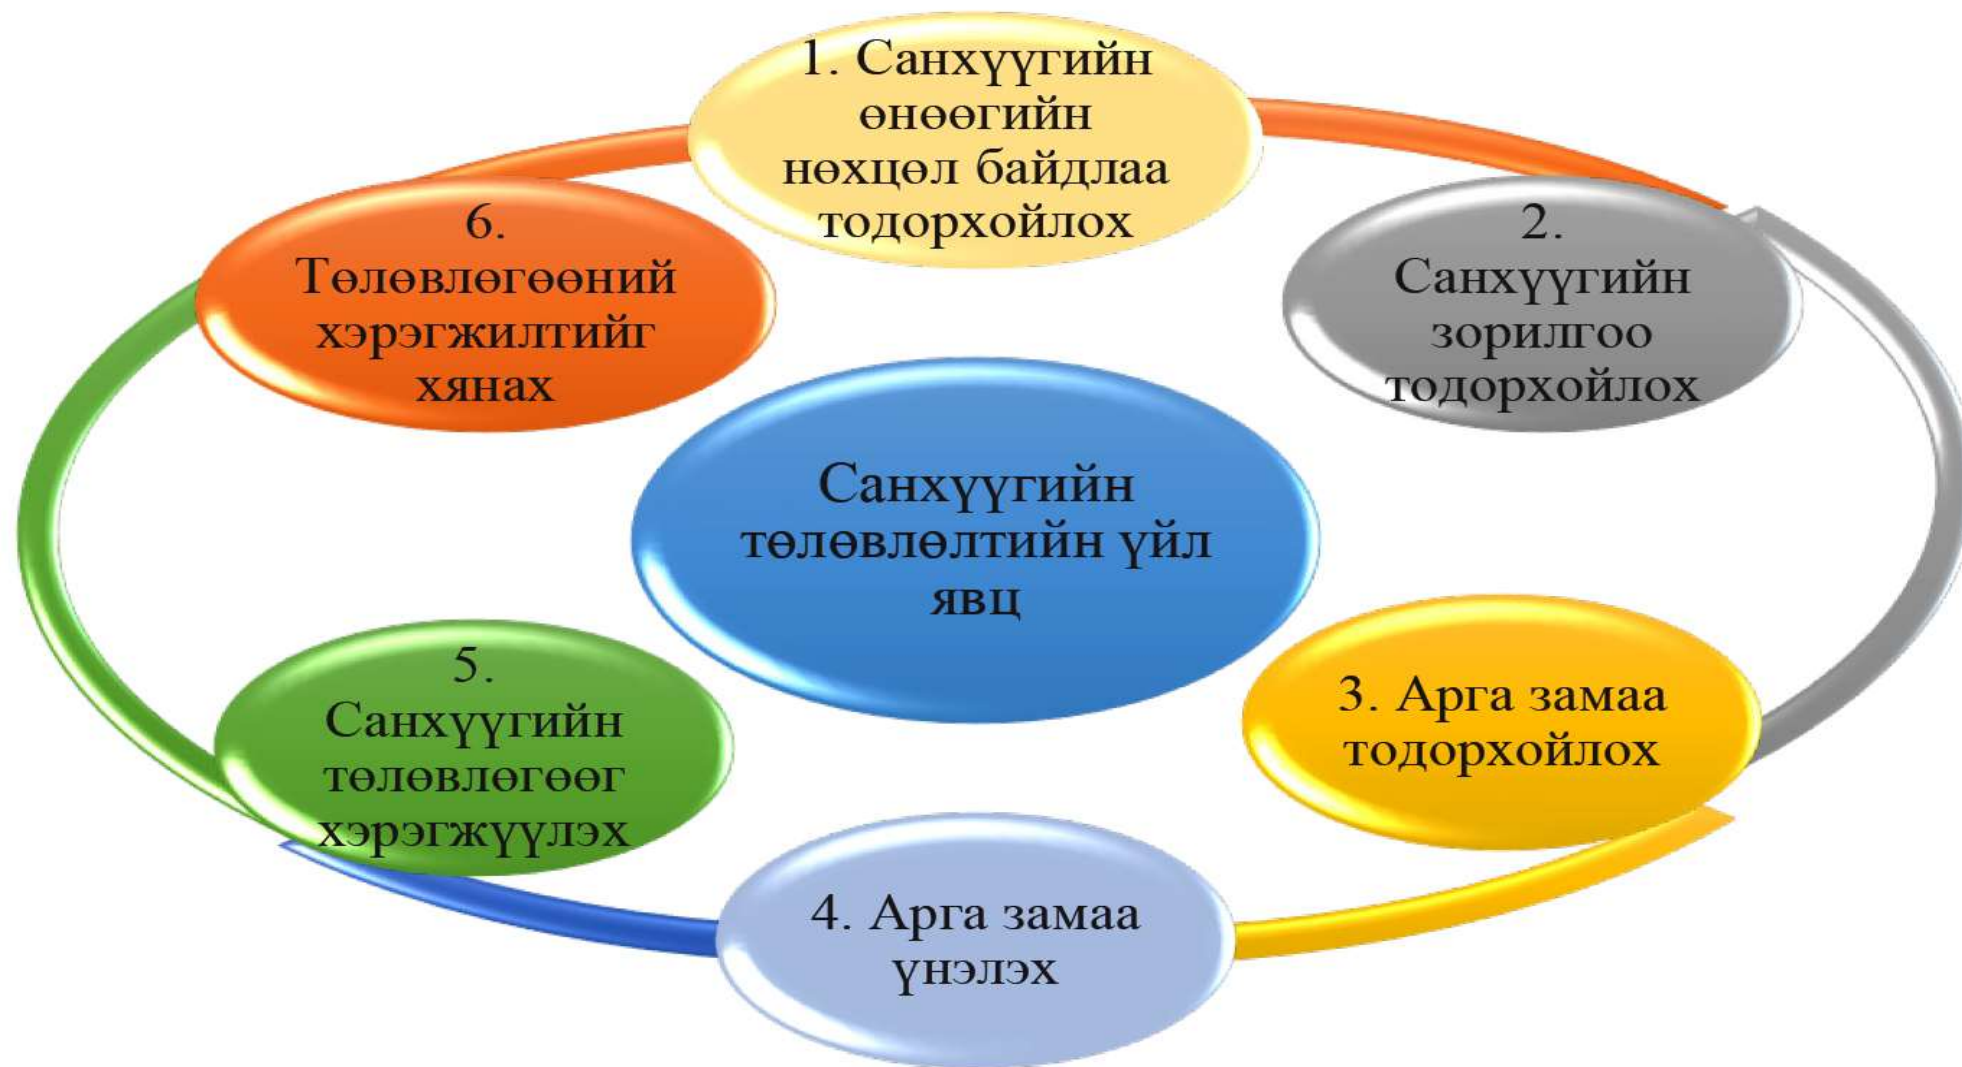 1. Санхүүгийн
өнөөгийн
нөхцөл байдлаа
тодорхойлох
2.
Санхүүгийн
зорилгоо
тодорхойлох
3. Арга замаа
тодорхойлох
4. Арга замаа
үнэлэх
5.
Санхүүгийн
төлөвлөгөөг
хэрэгжүүлэх
6.
Төлөвлөгөөний
хэрэгжилтийг
хянах
Санхүүгийн
төлөвлөлтийн үйл
явц